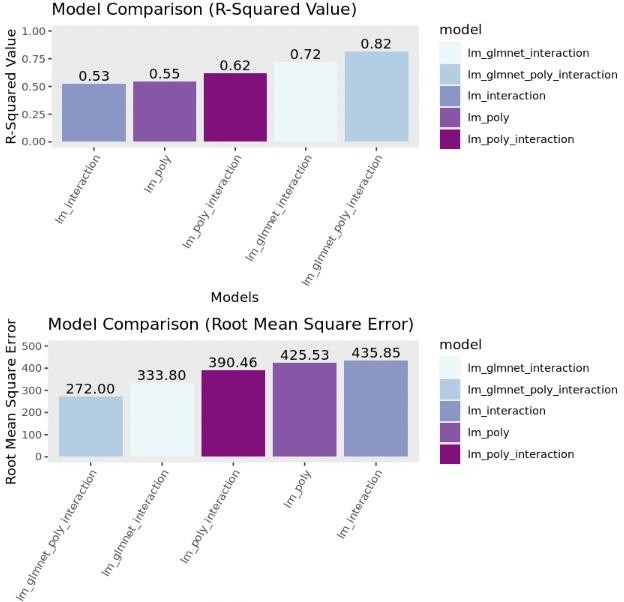 Model Comparison (R-Squared Value)
R-Squared Value
1.00
0.75
0.50
0.25
0.00
0.53
0.55
0.62
0.72
0.82
lm_interaction
lm_poly
lm_poly_interaction
lm_glmnet_interaction
lm_glmnet_poly_interaction
Models
model
lm_glmnet_interaction
lm_glmnet_poly_interaction
lm_interaction
lm_poly
lm_poly_interaction
Model Comparison (Root Mean Square Error)
Root Mean Square Error
500
400
300
200
100
0
272.00
333.80
390.46
425.53
435.85
lm_glmnet_poly_interaction
lm_glmnet_interaction
lm_poly_interaction
lm_poly
lm_interaction
model
lm_glmnet_interaction
lm_glmnet_poly_interaction
lm_interaction
lm_poly
lm_poly_interaction